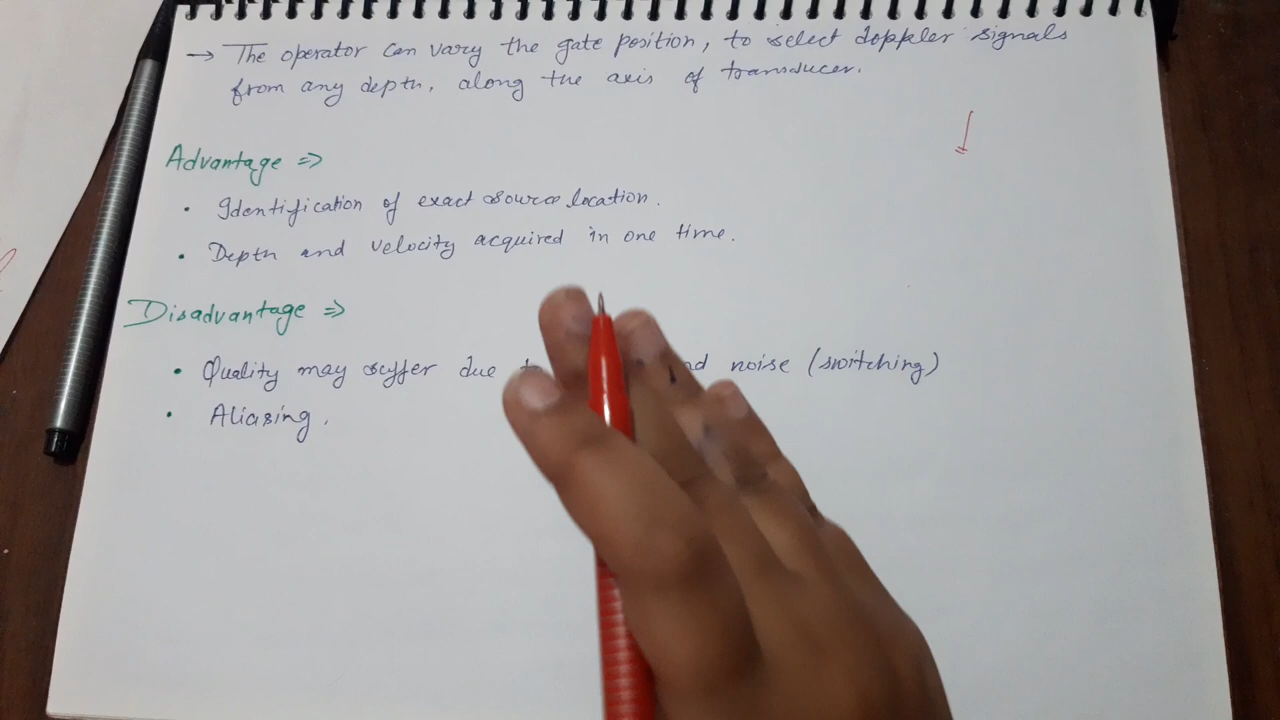 → The operator can vary the gate position, to select doppler signals
from any depth, along the axis of transducer.
Advantage ⇒
• Identification of exact source location.
• Depth and velocity acquired in one time.
Disadvantage ⇒
• Quality may suffer due noise (switching)
• Aliasing.